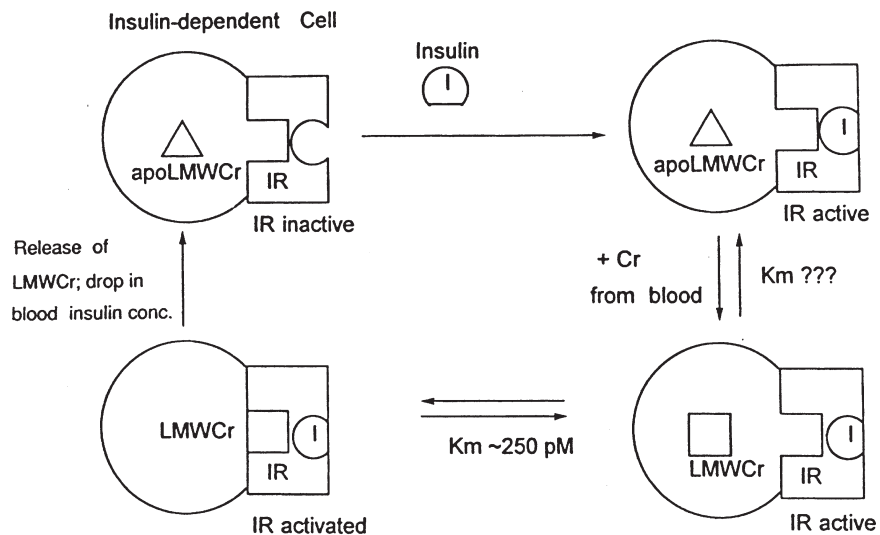 Insulin-dependent Cell
Insulin
I
apoLMWCr
IR
IR inactive
I
apoLMWCr
IR
IR active
Release of
LMWCr; drop in
blood insulin conc.
+ Cr
from blood
Km ???
LMWCr
I
IR
IR activated
Km ~250 pM
I
LMWCr
IR
IR active